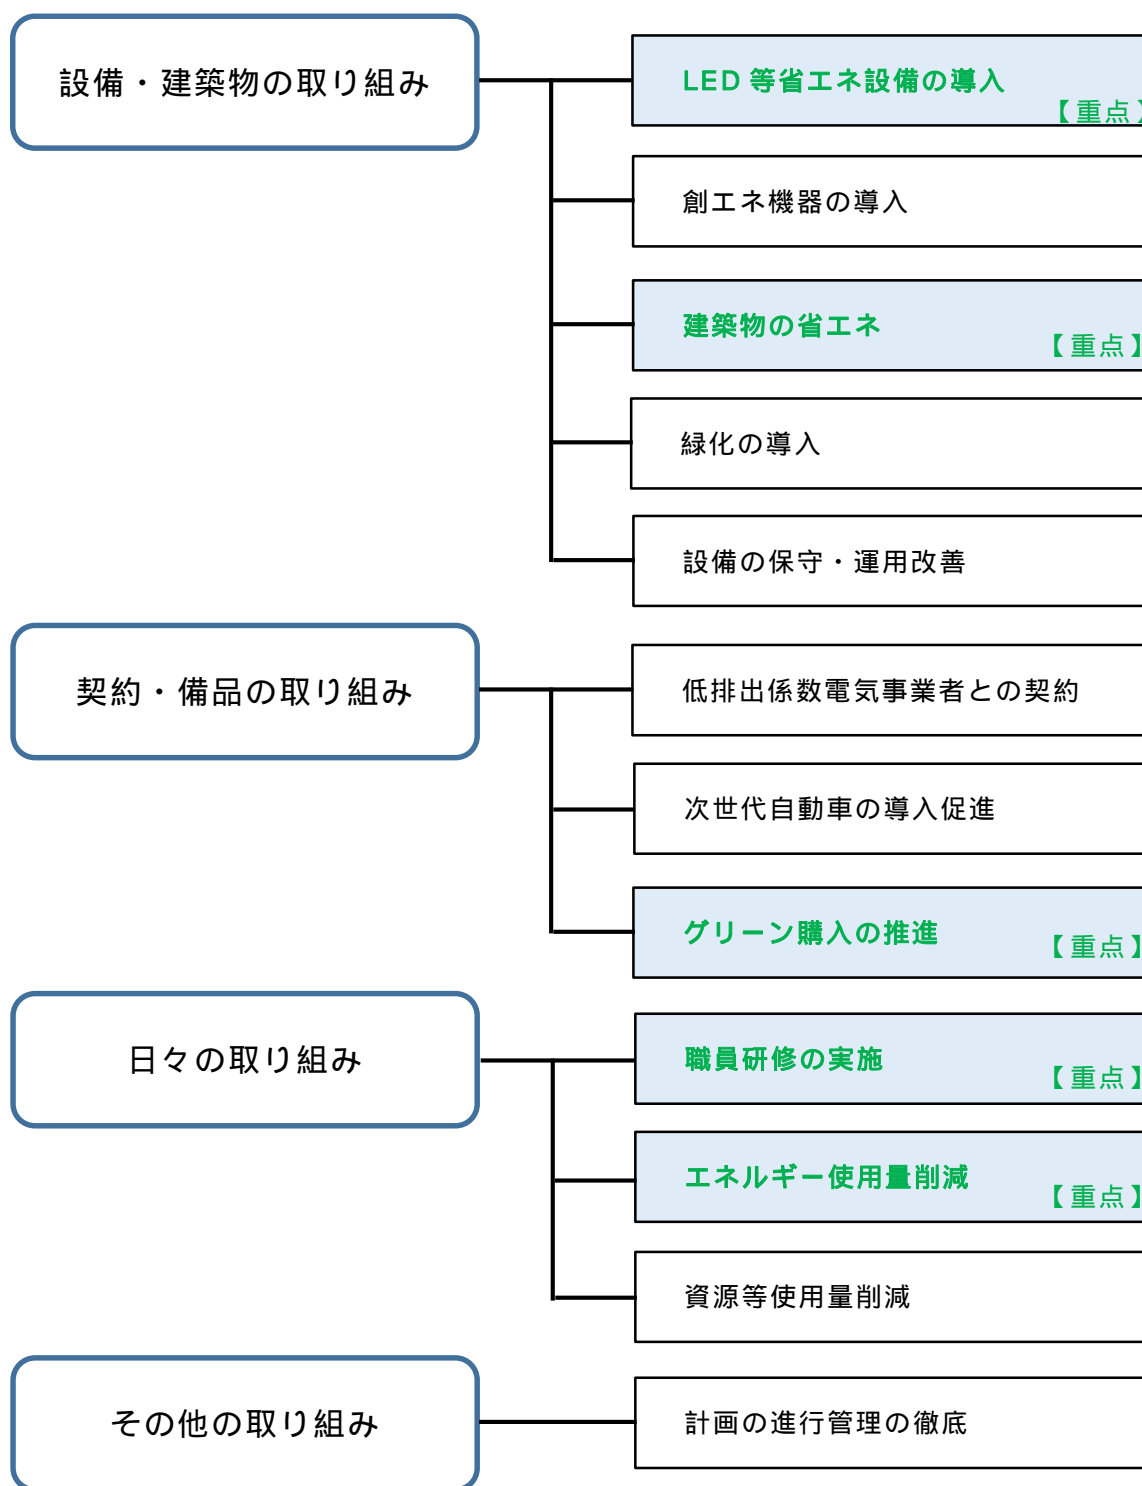 設備・建築物の取り組み
LED 等省エネ設備の導入
【重点】
創エネ機器の導入
建築物の省エネ
【重点】
緑化の導入
設備の保守・運用改善
契約・備品の取り組み
低排出係数電気事業者との契約
次世代自動車の導入促進
グリーン購入の推進
【重点】
日々の取り組み
職員研修の実施
【重点】
エネルギー使用量削減
【重点】
資源等使用量削減
その他の取り組み
計画の進行管理の徹底